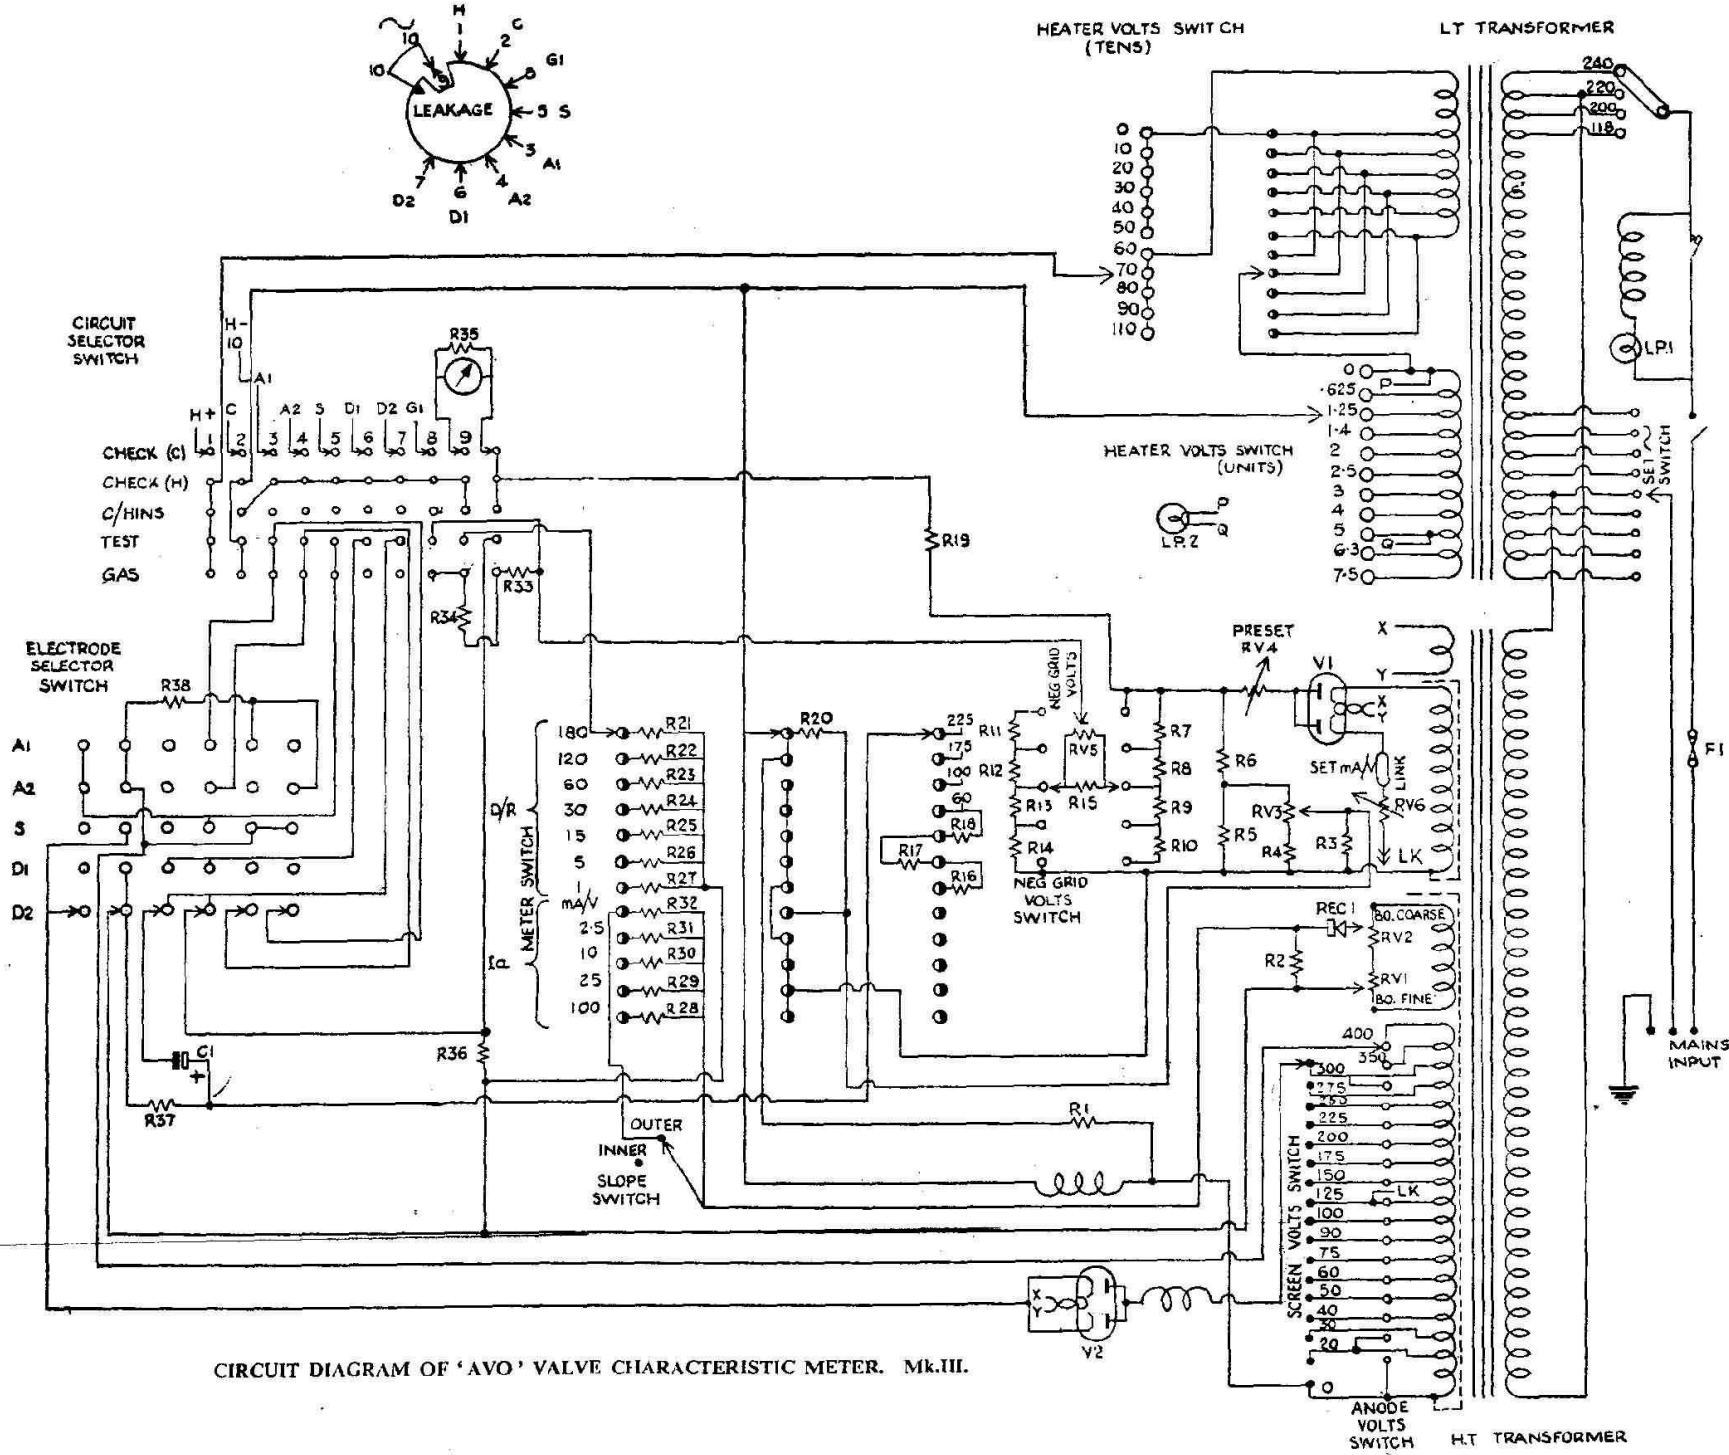 H
1
C
2
G1
8
5 S
3
A1
4
A2
6
D1
7
D2
10
10
9
LEAKAGE
HEATER VOLTS SWITCH
(TENS)
LT TRANSFORMER
240
220
200
118
0
10
20
30
40
50
60
70
80
90
110
LP.1
CIRCUIT
SELECTOR
SWITCH
H-
10
A1
H+
C
A2
S
D1
D2
G1
1
2
3
4
5
6
7
8
9
R35
CHECK (C)
CHECK (H)
C/HINS
TEST
GAS
R33
R34
R19
0
.625
1.25
1.4
2
2.5
3
4
5
6.3
7.5
P
Q
HEATER VOLTS SWITCH
(UNITS)
LP.2
P
Q
SET ~
SWITCH
ELECTRODE
SELECTOR
SWITCH
R38
A1
A2
S
D1
D2
METER SWITCH
D/R
Ia
180
120
60
30
15
5
1
mA/V
2.5
10
25
100
R21
R22
R23
R24
R25
R26
R27
R32
R31
R30
R29
R28
R20
225
175
100
60
R18
R17
R16
NEG GRID
VOLTS
R11
R12
R13
R14
RV5
R15
R7
R8
R9
R10
NEG GRID
VOLTS
SWITCH
PRESET
RV4
V1
X
Y
X
Y
R6
R5
RV3
R4
R3
SET mA/V
LINK
RV6
LK
REC 1
BO. COARSE
RV2
R2
RV1
BO. FINE
F1
MAINS
INPUT
R36
C1
+
R37
OUTER
INNER
SLOPE
SWITCH
R1
SCREEN VOLTS SWITCH
400
350
300
275
225
200
175
150
125
LK
100
90
75
60
50
40
30
20
0
X
Y
V2
ANODE
VOLTS
SWITCH
H.T TRANSFORMER
CIRCUIT DIAGRAM OF 'AVO' VALVE CHARACTERISTIC METER. Mk.III.